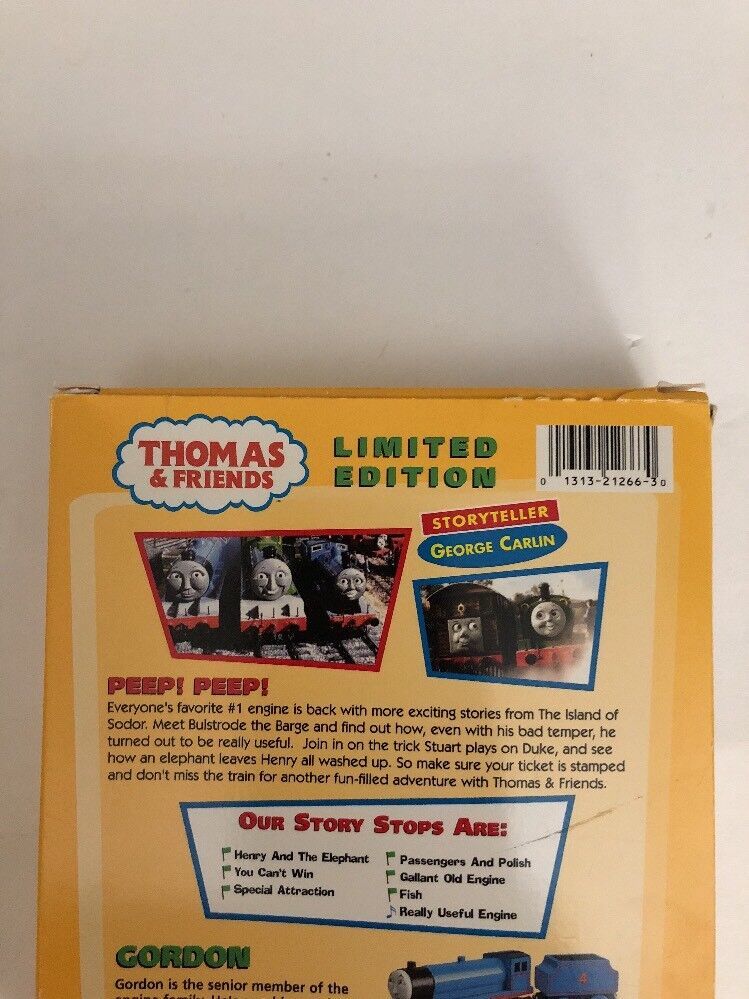 THOMAS
& FRIENDS
LIMITED
EDITION
0 1313-21266-3 0
STORYTELLER
GEORGE CARLIN
PEEP! PEEP!
Everyone's favorite #1 engine is back with more exciting stories from The Island of
Sodor. Meet Bulstrode the Barge and find out how, even with his bad temper, he
turned out to be really useful. Join in on the trick Stuart plays on Duke, and see
how an elephant leaves Henry all washed up. So make sure your ticket is stamped
and don't miss the train for another fun-filled adventure with Thomas & Friends.
OUR STORY STOPS ARE:
Henry And The Elephant
You Can't Win
Special Attraction
Passengers And Polish
Gallant Old Engine
Fish
Really Useful Engine
GORDON
Gordon is the senior member of the
4